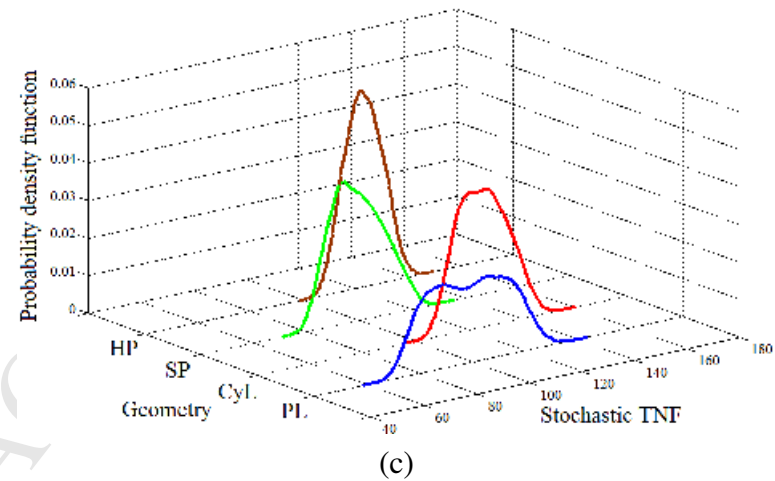 Probability density function
0.06
0.05
0.04
0.03
0.02
0.01
0
HP
SP
CyL
PL
Geometry
40
60
80
100
120
140
160
180
Stochastic TNF
(c)